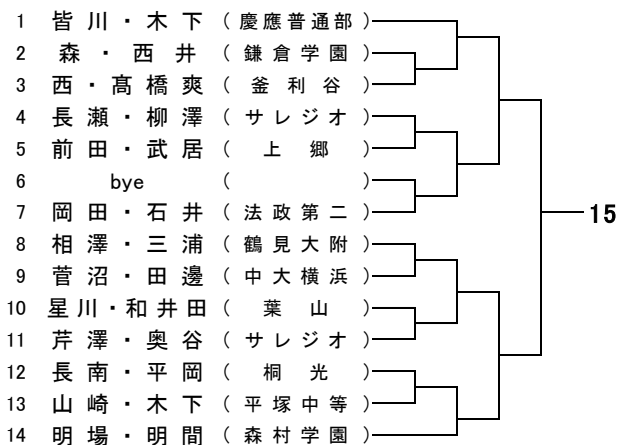 1 皆川・木下 (慶應普通部)
2 森・西井 (鎌倉学園)
3 西・髙橋爽 (釜利谷)
4 長瀬・柳澤 (サレジオ)
5 前田・武居 (上郷)
6 bye ( )
7 岡田・石井 (法政第二)
15
8 相澤・三浦 (鶴見大附)
9 菅沼・田邊 (中大横浜)
10 星川・和井田 (葉山)
11 芹澤・奥谷 (サレジオ)
12 長南・平岡 (桐光)
13 山崎・木下 (平塚中等)
14 明場・明間 (森村学園)